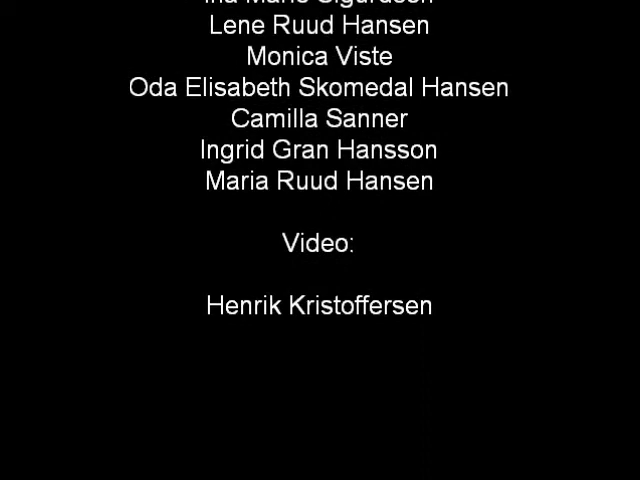 Lene Ruud Hansen
Monica Viste
Oda Elisabeth Skomedal Hansen
Camilla Sanner
Ingrid Gran Hansson
Maria Ruud Hansen
Video:
Henrik Kristoffersen